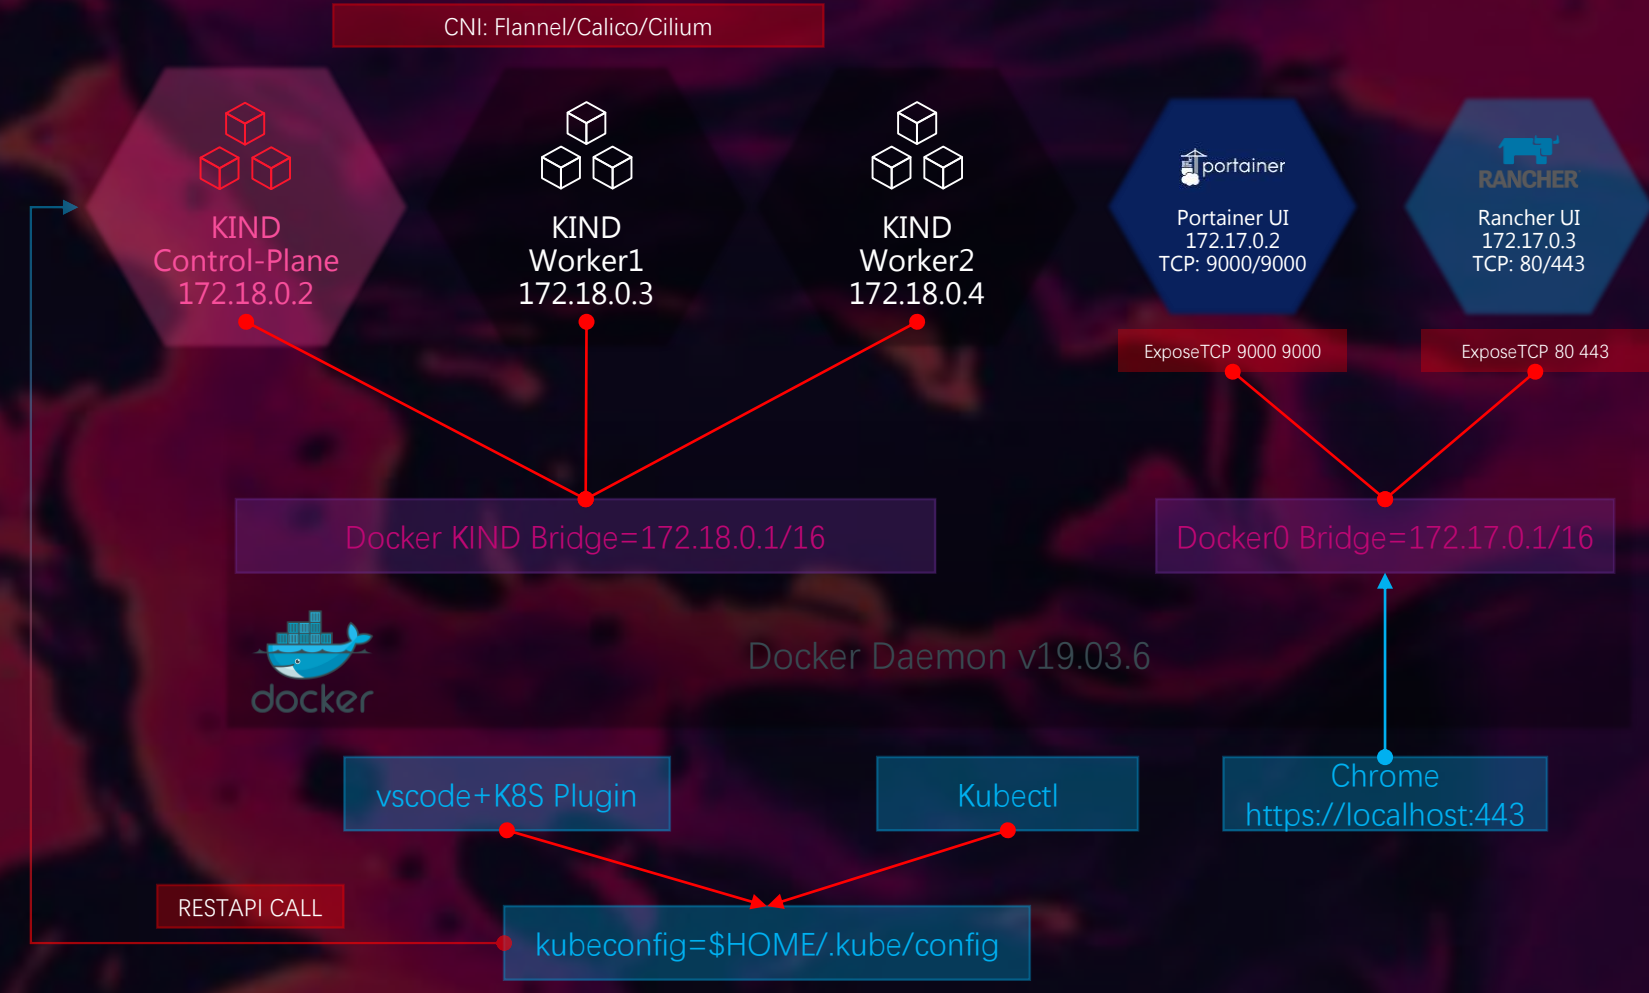 CNI: Flannel/Calico/Cilium
KIND
Control-Plane
172.18.0.2
KIND
Worker1
172.18.0.3
KIND
Worker2
172.18.0.4
portainer
Portainer UI
172.17.0.2
TCP: 9000/9000
RANCHER
Rancher UI
172.17.0.3
TCP: 80/443
ExposeTCP 9000 9000
ExposeTCP 80 443
Docker KIND Bridge=172.18.0.1/16
Docker0 Bridge=172.17.0.1/16
docker
Docker Daemon v19.03.6
vscode+K8S Plugin
Kubectl
Chrome
https://localhost:443
RESTAPI CALL
kubeconfig=$HOME/.kube/config